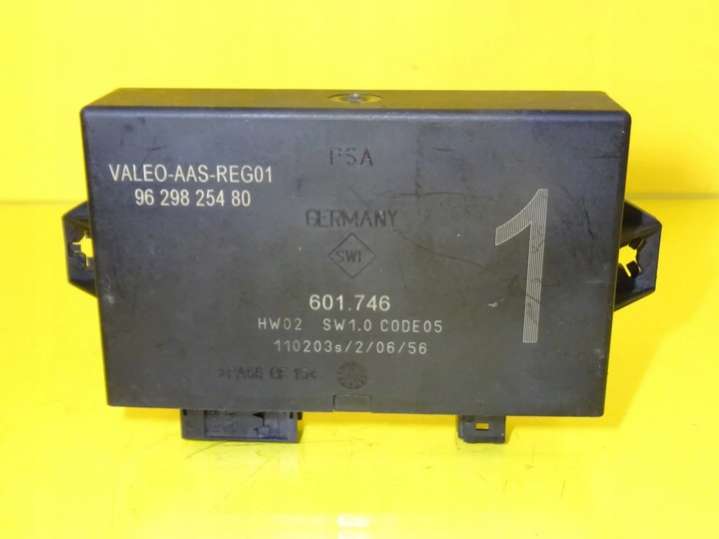 PSA
VALEO-AAS-REG01
96 298 254 80
GERMANY
SWI
1
601.746
HW02 SW1.0 CODE05
110203s/2/06/56